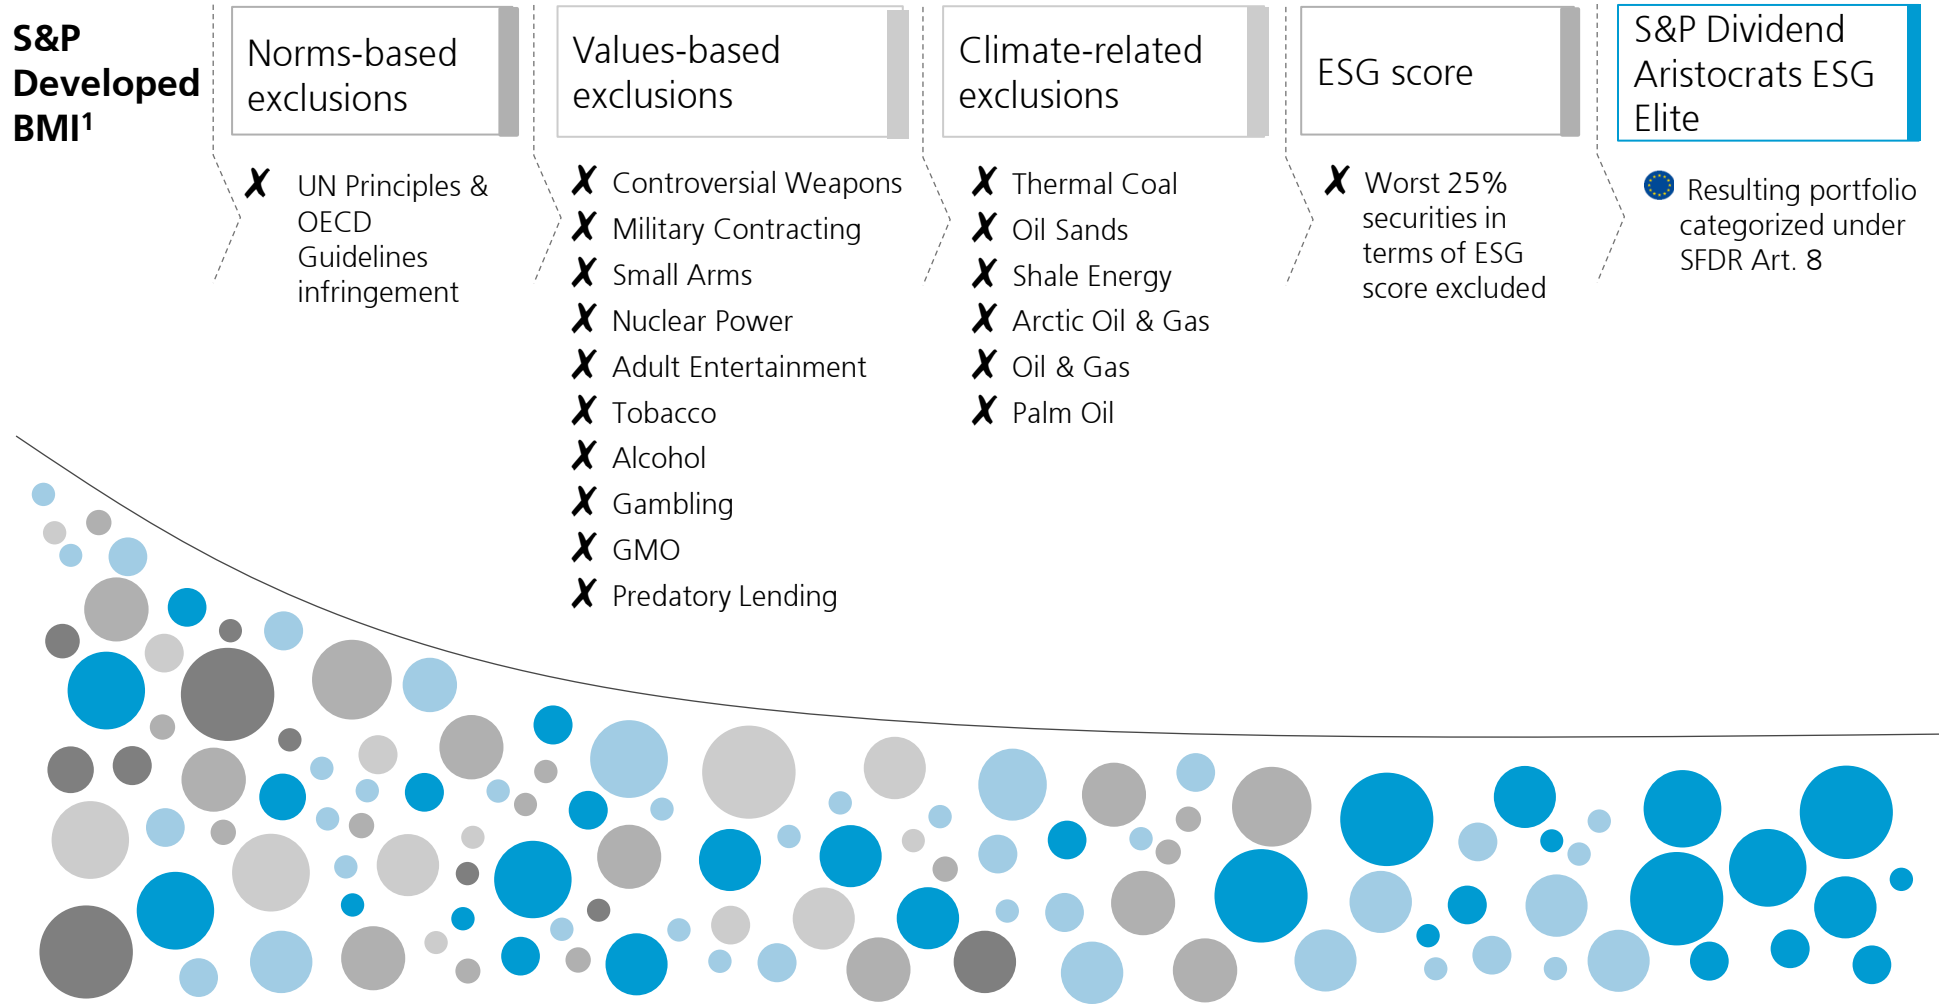 S&P
Developed
BMI¹
Norms-based
exclusions
✗ UN Principles &
OECD
Guidelines
infringement
Values-based
exclusions
✗ Controversial Weapons
✗ Military Contracting
✗ Small Arms
✗ Nuclear Power
✗ Adult Entertainment
✗ Tobacco
✗ Alcohol
✗ Gambling
✗ GMO
✗ Predatory Lending
Climate-related
exclusions
✗ Thermal Coal
✗ Oil Sands
✗ Shale Energy
✗ Arctic Oil & Gas
✗ Oil & Gas
✗ Palm Oil
ESG score
✗ Worst 25%
securities in
terms of ESG
score excluded
S&P Dividend
Aristocrats ESG
Elite
Resulting portfolio
categorized under
SFDR Art. 8